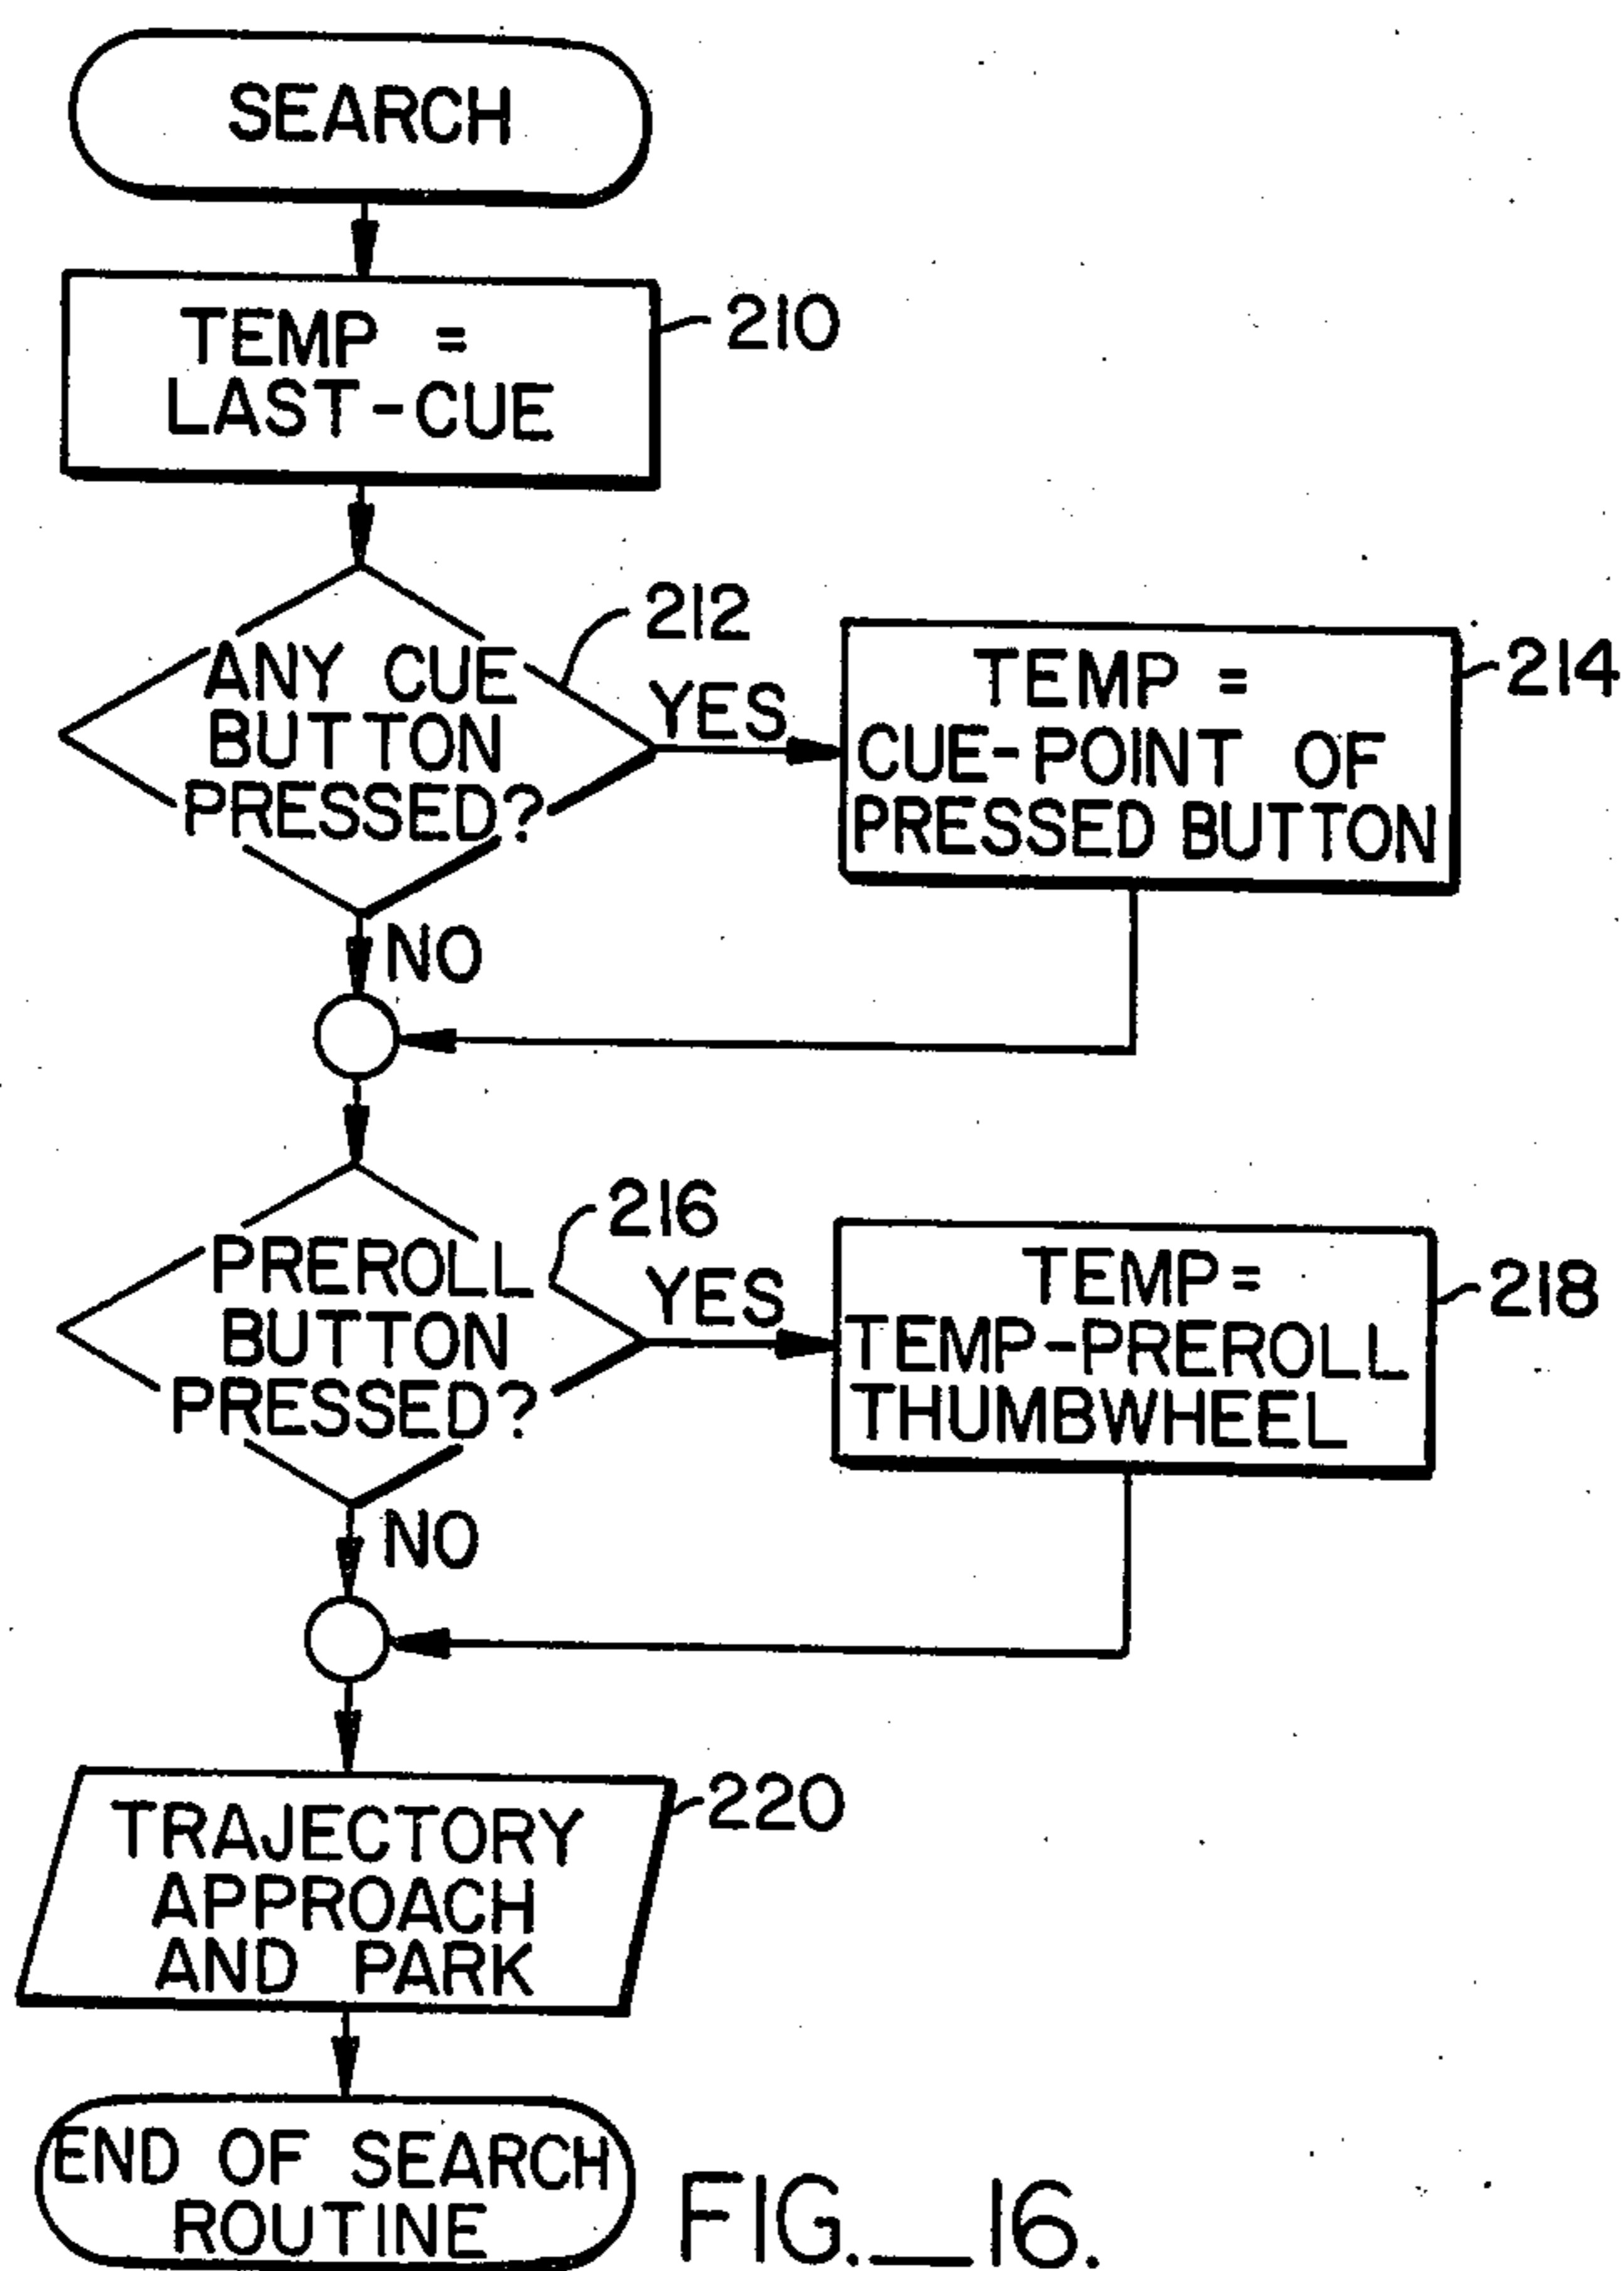 SEARCH
TEMP =
LAST-CUE
210
ANY CUE
BUTTON
PRESSED?
212
YES
TEMP =
CUE-POINT OF
PRESSED BUTTON
214
NO
PREROLL
BUTTON
PRESSED?
216
YES
TEMP=
TEMP-PREROLL
THUMBWHEEL
218
NO
TRAJECTORY
APPROACH
AND PARK
220
END OF SEARCH
ROUTINE
FIG.__16.